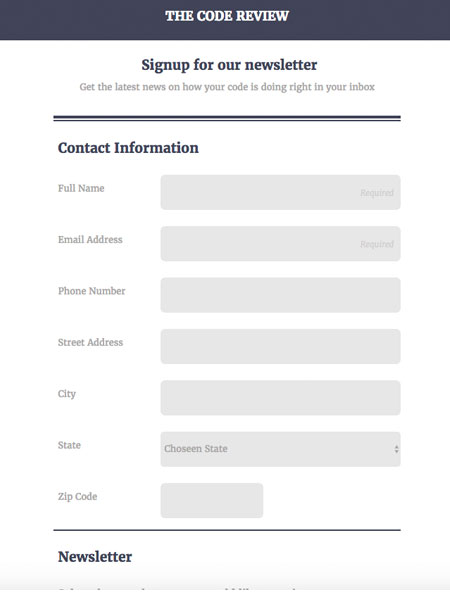 THE CODE REVIEW
Signup for our newsletter
Get the latest news on how your code is doing right in your inbox
Contact Information
Full Name
Required
Email Address
Required
Phone Number
Street Address
City
State
Choseen State
Zip Code
Newsletter